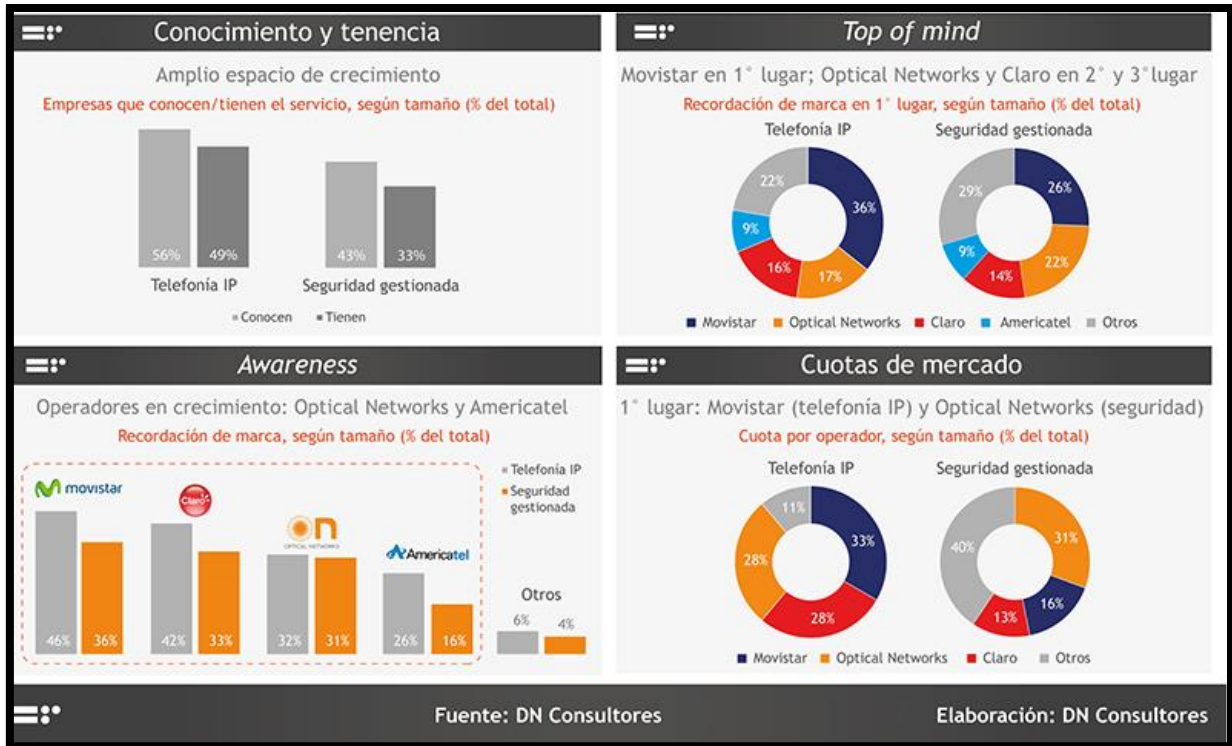 Conocimiento y tenencia
Amplio espacio de crecimiento
Empresas que conocen/tienen el servicio, según tamaño (% del total)
56% 49% 43% 33%
Telefonía IP Seguridad gestionada
Conocen Tienen
Top of mind
Movistar en 1° lugar; Optical Networks y Claro en 2° y 3°lugar
Recordación de marca en 1° lugar, según tamaño (% del total)
Telefonía IP Seguridad gestionada
22% 36% 9% 16% 17%
29% 26% 9% 14% 22%
Movistar Optical Networks Claro Americatel Otros
Awareness
Operadores en crecimiento: Optical Networks y Americatel
Recordación de marca, según tamaño (% del total)
Telefonía IP
Seguridad
gestionada
movistar
Claro
on
OPTICAL NETWORKS
Americatel
Otros
46% 36% 42% 33% 32% 31% 26% 16% 6% 4%
Cuotas de mercado
1° lugar: Movistar (telefonía IP) y Optical Networks (seguridad)
Cuota por operador, según tamaño (% del total)
Telefonía IP Seguridad gestionada
11% 33% 28% 28%
40% 31% 13% 16%
Movistar Optical Networks Claro Otros
Fuente: DN Consultores Elaboración: DN Consultores